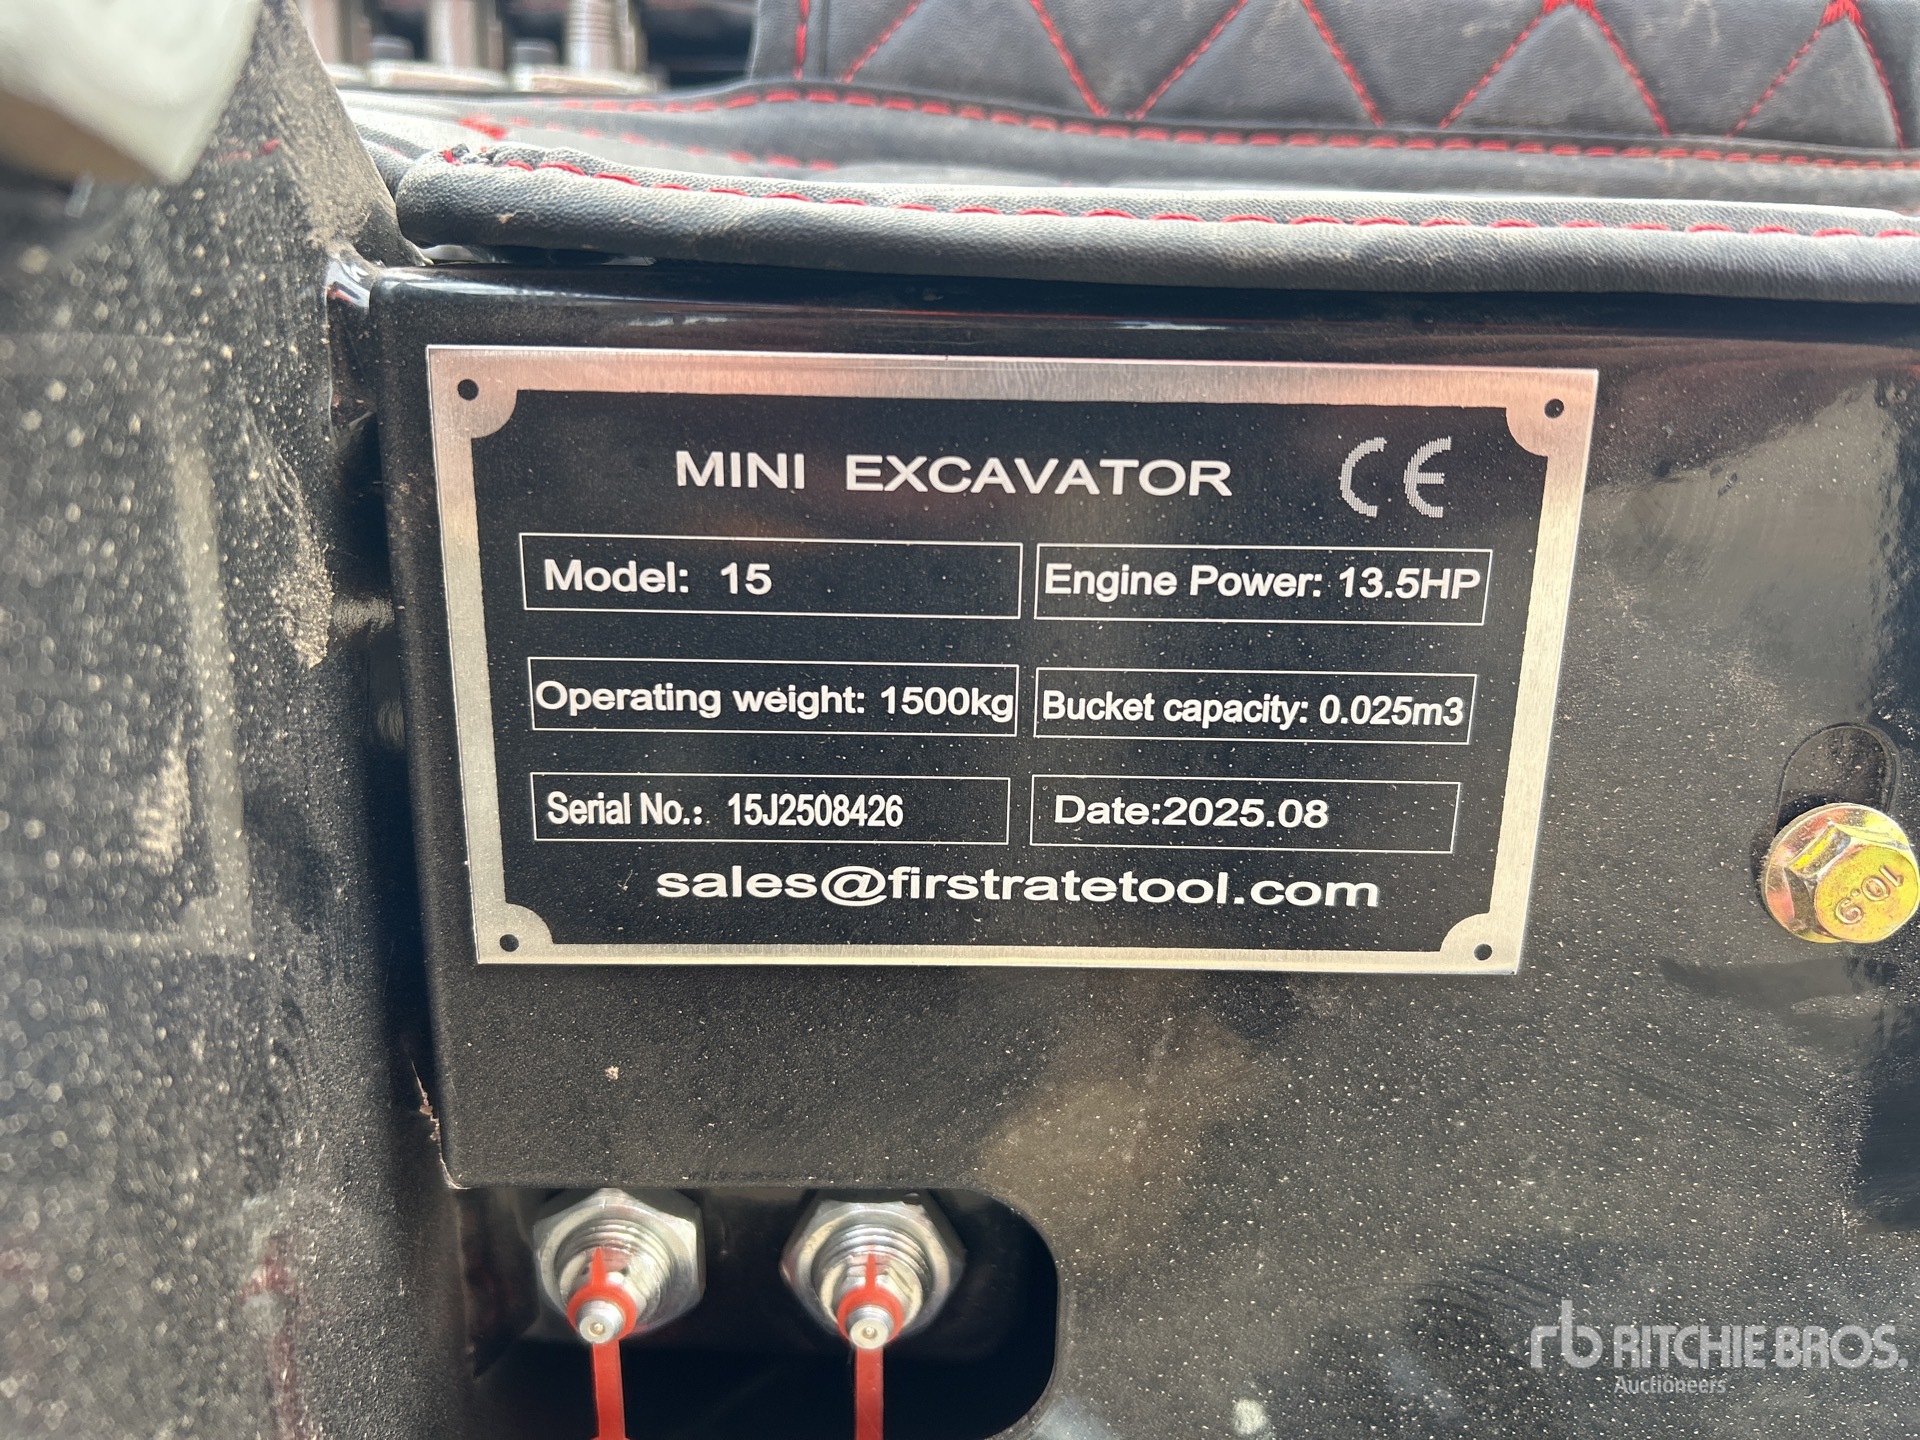 MINI EXCAVATOR CE
Model: 15
Engine Power: 13.5HP
Operating weight: 1500kg
Bucket capacity: 0.025m3
Serial No.: 15J2508426
Date:2025.08
sales@firstratetool.com
10.9
rb RITCHIE BROS.
Auctioneers